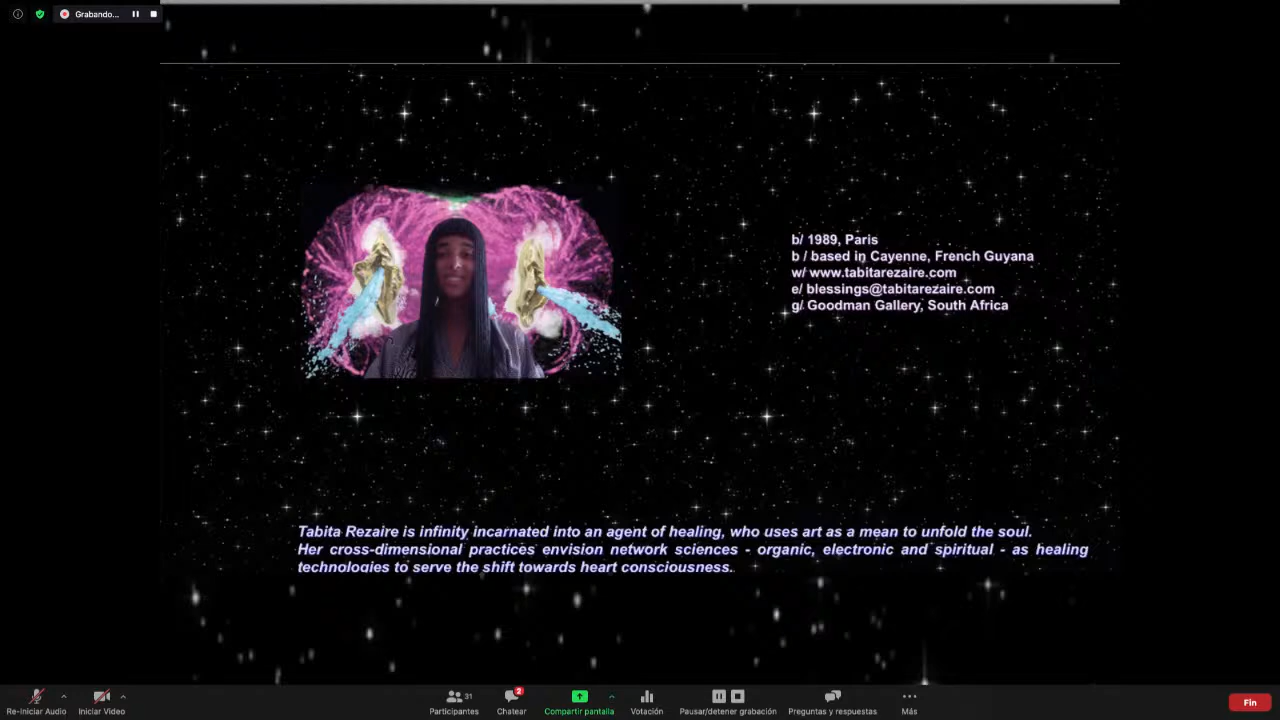 Grabando...
b/ 1989, Paris
b / based in Cayenne, French Guyana
w/ www.tabitarezaire.com
e/ blessings@tabitarezaire.com
g/ Goodman Gallery, South Africa
Tabita Rezaire is infinity incarnated into an agent of healing, who uses art as a mean to unfold the soul.
Her cross-dimensional practices envision network sciences - organic, electronic and spiritual - as healing
technologies to serve the shift towards heart consciousness.
31
2
Re-Iniciar Audio
Iniciar Video
Participantes
Chatear
Compartir pantalla
Votación
Pausar/detener grabación
Preguntas y respuestas
Más
Fin